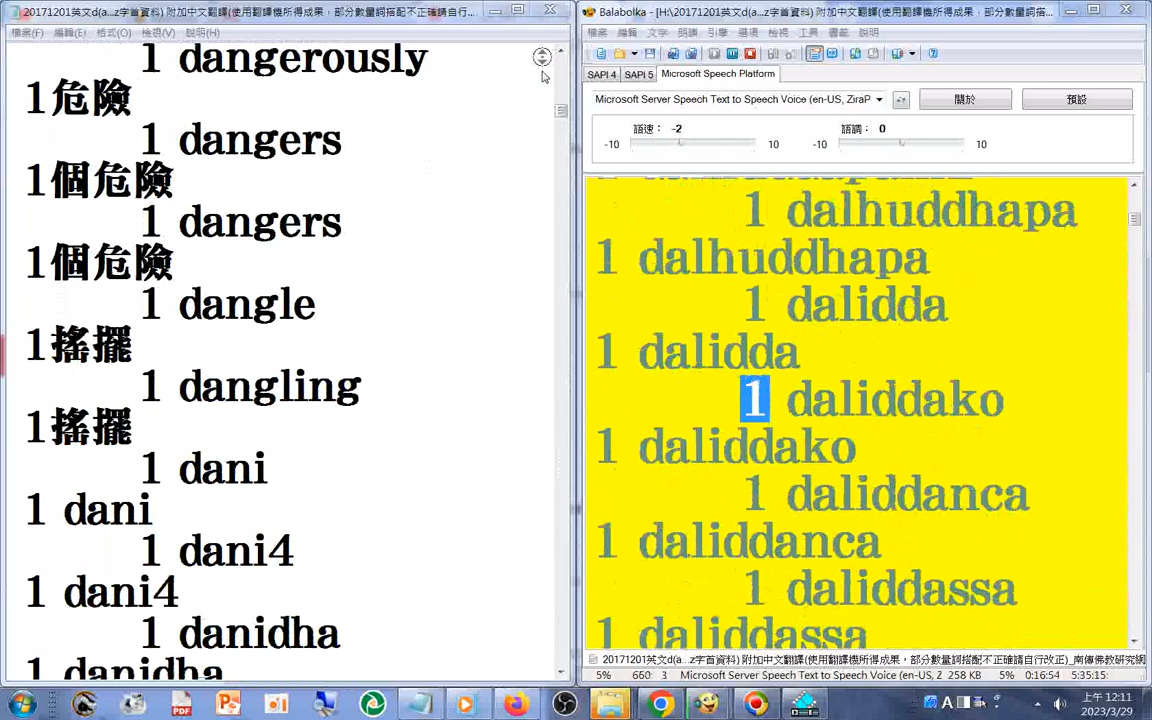 20171201英文d(a...z字首資料) 附加中文翻譯(使用翻譯機所得成果，部分數量詞搭配不正確請自行...
檔案(F) 編輯(E) 格式(O) 檢視(V) 說明(H)
1 dangerously
1危險
1 dangers
1個危險
1 dangers
1個危險
1 dangle
1搖擺
1 dangling
1搖擺
1 dani
1 dani
1 dani4
1 dani4
1 danidha
1 danidha
Balabolka - [H:\20171201英文d(a...z字首資料) 附加中文翻譯(使用翻譯機所得成果，部分數量詞搭配不正確請自行改...
檔案 編輯 文字 朗讀 引擎 選項 檢視 工具 書籤 說明
SAPI 4 SAPI 5 Microsoft Speech Platform
Microsoft Server Speech Text to Speech Voice (en-US, ZiraP 關於 預設
語速： -2 語調： 0
-10 10 -10 10
1 dalhuddhapa
1 dalhuddhapa
1 dalidda
1 dalidda
1 daliddako
1 daliddako
1 daliddanca
1 daliddanca
1 daliddassa
1 daliddassa
20171201英文d(a...z字首資料) 附加中文翻譯(使用翻譯機所得成果，部分數量詞搭配不正確請自行改正)_南傳佛教研究網
5% 660: 3 Microsoft Server Speech Text to Speech Voice (en-US, Z 258 KB 5% 0:16:54 5:35:15:
上午 12:11
2023/3/29